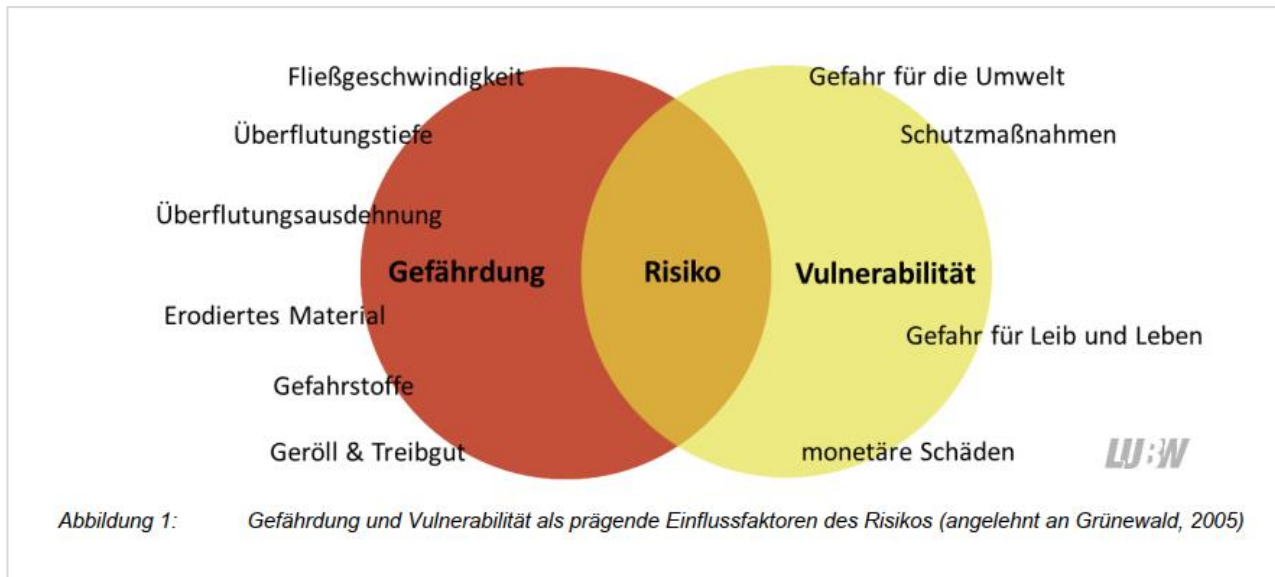 Fließgeschwindigkeit
Überflutungstiefe
Überflutungsausdehnung
Erodiertes Material
Gefahrstoffe
Geröll & Treibgut
Gefährdung
Risiko
Vulnerabilität
Gefahr für die Umwelt
Schutzmaßnahmen
Gefahr für Leib und Leben
monetäre Schäden
LUBW
Abbildung 1: Gefährdung und Vulnerabilität als prägende Einflussfaktoren des Risikos (angelehnt an Grünewald, 2005)